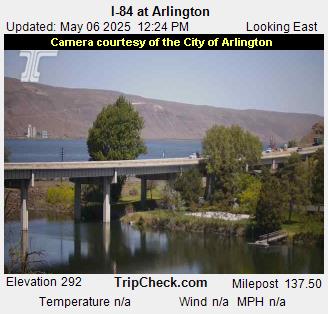 I-84 at Arlington
Updated: May 06 2025 12:24 PM Looking East
Camera courtesy of the City of Arlington
Elevation 292 TripCheck.com Milepost 137.50
Temperature n/a Wind n/a MPH n/a